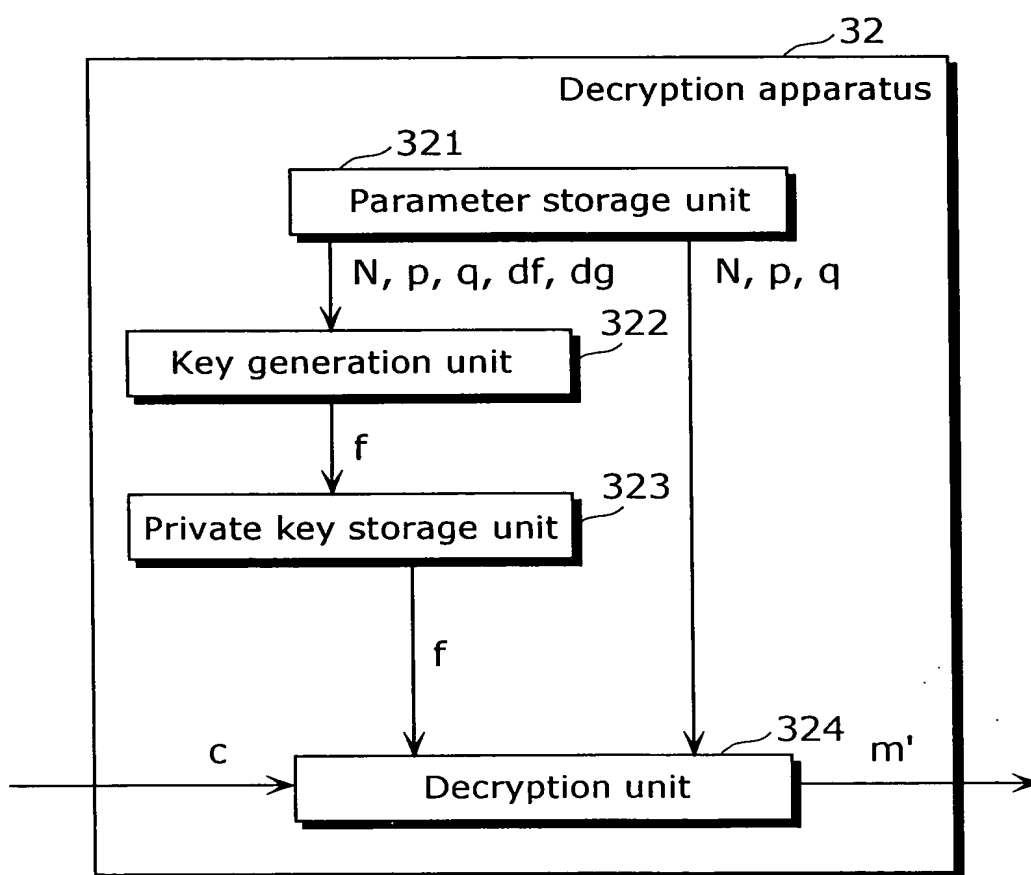 32
Decryption apparatus
321
Parameter storage unit
N, p, q, df, dg
N, p, q
322
Key generation unit
f
323
Private key storage unit
f
324
c
m'
Decryption unit